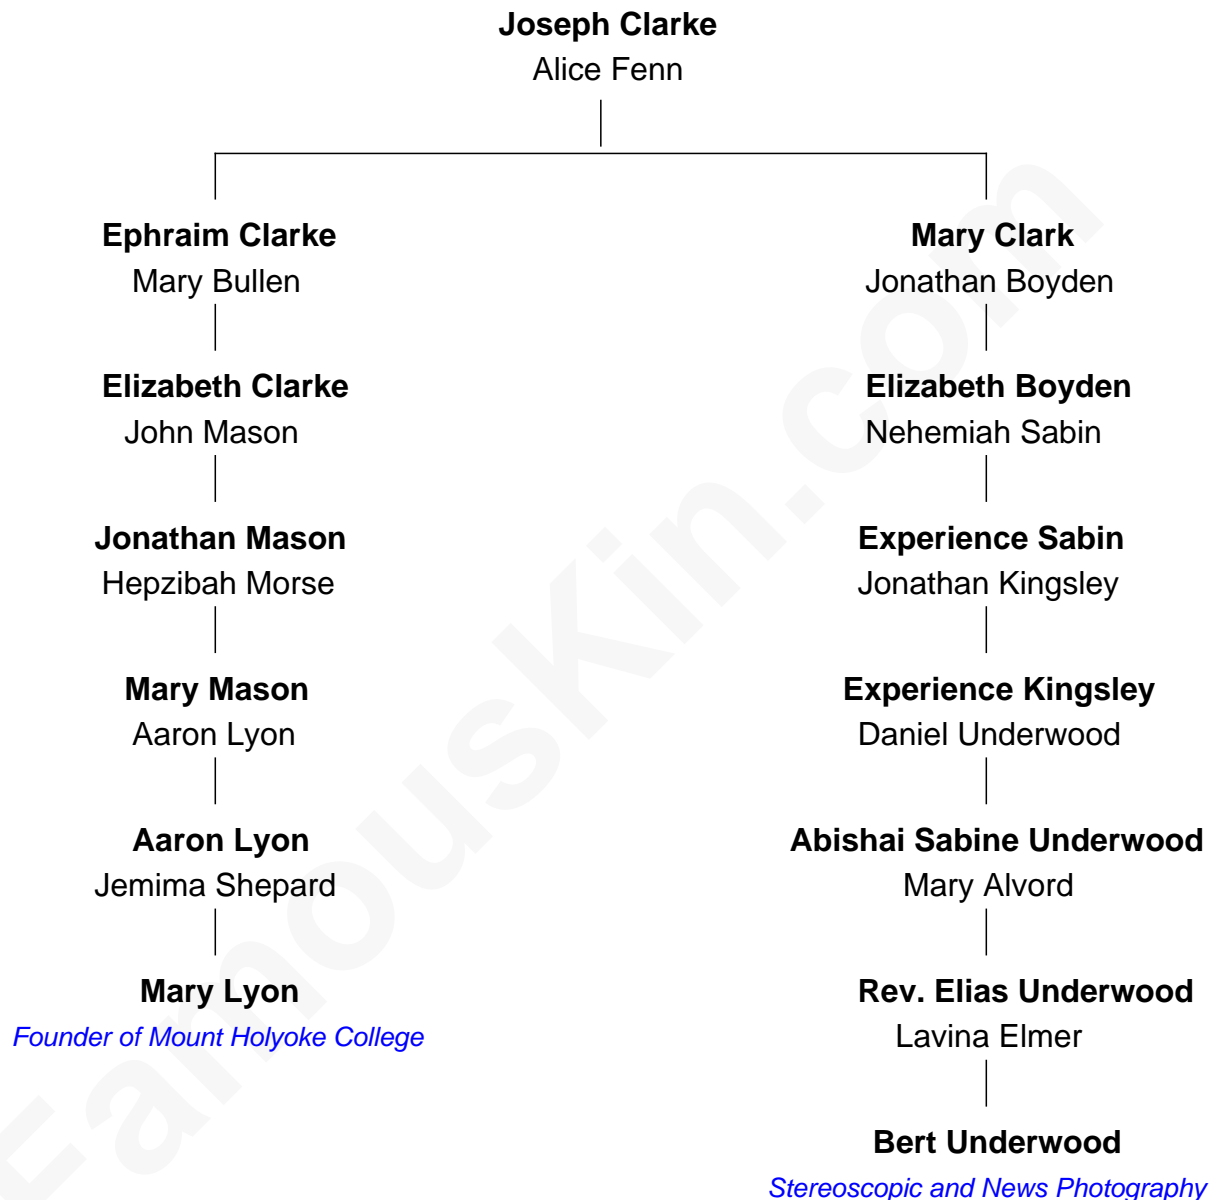 Joseph Clarke
Alice Fenn
Ephraim Clarke
Mary Bullen
Mary Clark
Jonathan Boyden
Elizabeth Clarke
John Mason
Elizabeth Boyden
Nehemiah Sabin
Jonathan Mason
Hepzibah Morse
Experience Sabin
Jonathan Kingsley
Mary Mason
Aaron Lyon
Experience Kingsley
Daniel Underwood
Aaron Lyon
Jemima Shepard
Abishai Sabine Underwood
Mary Alvord
Mary Lyon
Founder of Mount Holyoke College
Rev. Elias Underwood
Lavina Elmer
Bert Underwood
Stereoscopic and News Photography
FamousKin.com